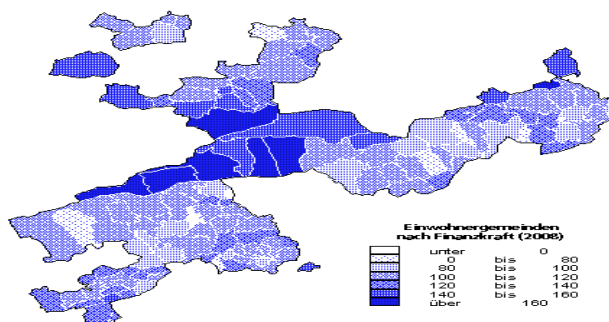 Einwohnergemeinden
nach Finanzkraft (2008)
unter 0
0 bis 80
80 bis 100
100 bis 120
120 bis 140
140 bis 160
über 160